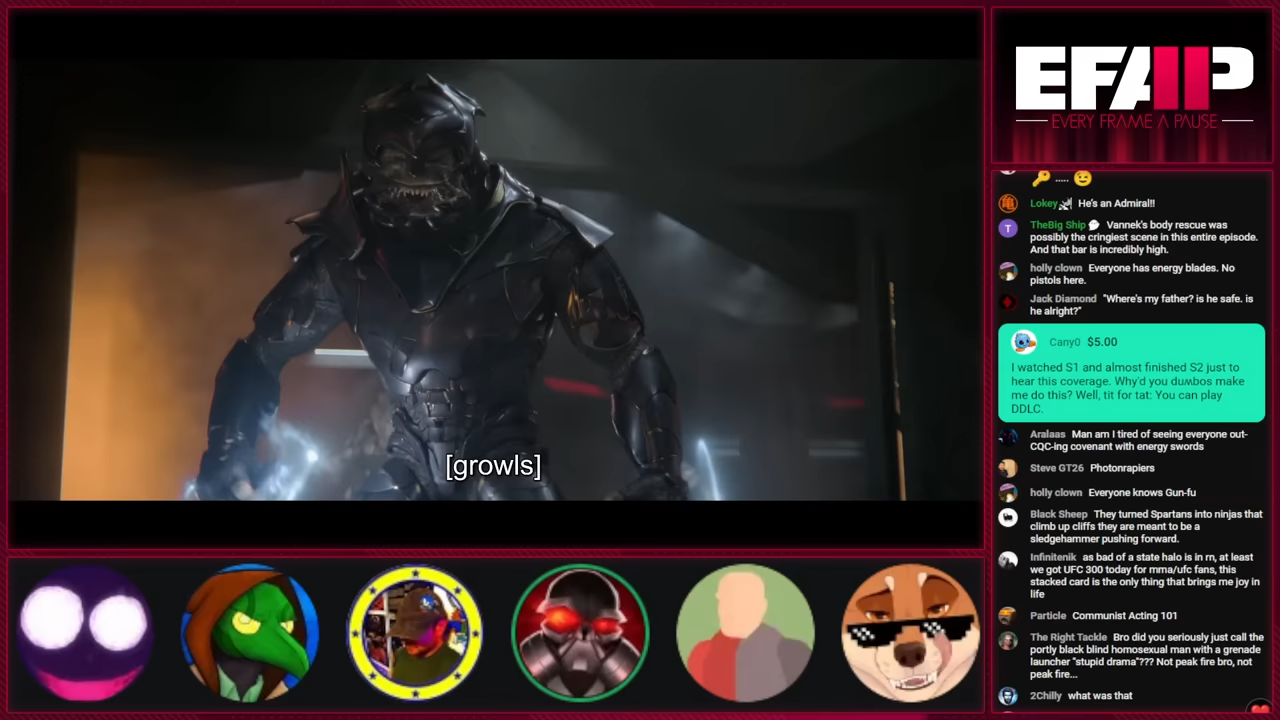 [growls]
EFAP
EVERY FRAME A PAUSE
🔑 ..... 😉
Lokey He's an Admiral!!
TheBig Ship Vannek's body rescue was
possibly the cringiest scene in this entire episode.
And that bar is incredibly high.
holly clown Everyone has energy blades. No
pistols here.
Jack Diamond "Where's my father? is he safe. is
he alright?"
Cany0 $5.00
I watched S1 and almost finished S2 just to
hear this coverage. Why'd you duмbos make
me do this? Well, tit for tat: You can play
DDLC.
Aralaas Man am I tired of seeing everyone out-
CQC-ing covenant with energy swords
Steve GT26 Photonrapiers
holly clown Everyone knows Gun-fu
Black Sheep They turned Spartans into ninjas that
climb up cliffs they are meant to be a
sledgehammer pushing forward.
Infinitenik as bad of a state halo is in rn, at least
we got UFC 300 today for mma/ufc fans, this
stacked card is the only thing that brings me joy in
life
Particle Communist Acting 101
The Right Tackle Bro did you seriously just call the
portly black blind homosexual man with a grenade
launcher "stupid drama"??? Not peak fire bro, not
peak fire...
2Chilly what was that